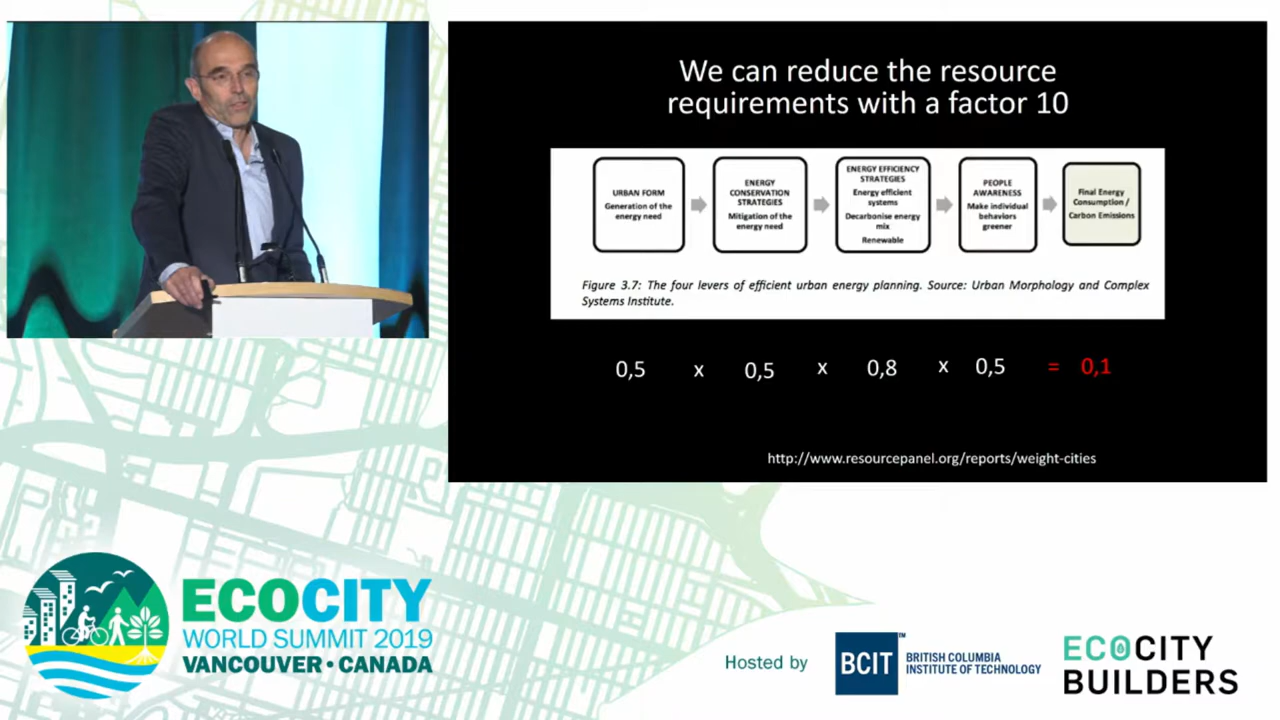 We can reduce the resource
requirements with a factor 10
URBAN FORM
Generation of the
energy need
ENERGY
CONSERVATION
STRATEGIES
Mitigation of the
energy need
ENERGY EFFICIENCY
STRATEGIES
Energy efficient
systems
Decarbonise energy
mix
Renewable
PEOPLE
AWARENESS
Make individual
behaviors
greener
Final Energy
Consumption /
Carbon Emissions
Figure 3.7: The four levers of efficient urban energy planning. Source: Urban Morphology and Complex
Systems Institute.
0,5 x 0,5 x 0,8 x 0,5 = 0,1
http://www.resourcepanel.org/reports/weight-cities
ECOCITY
WORLD SUMMIT 2019
VANCOUVER • CANADA
Hosted by
BCIT™
BRITISH COLUMBIA
INSTITUTE OF TECHNOLOGY
ECOCITY
BUILDERS